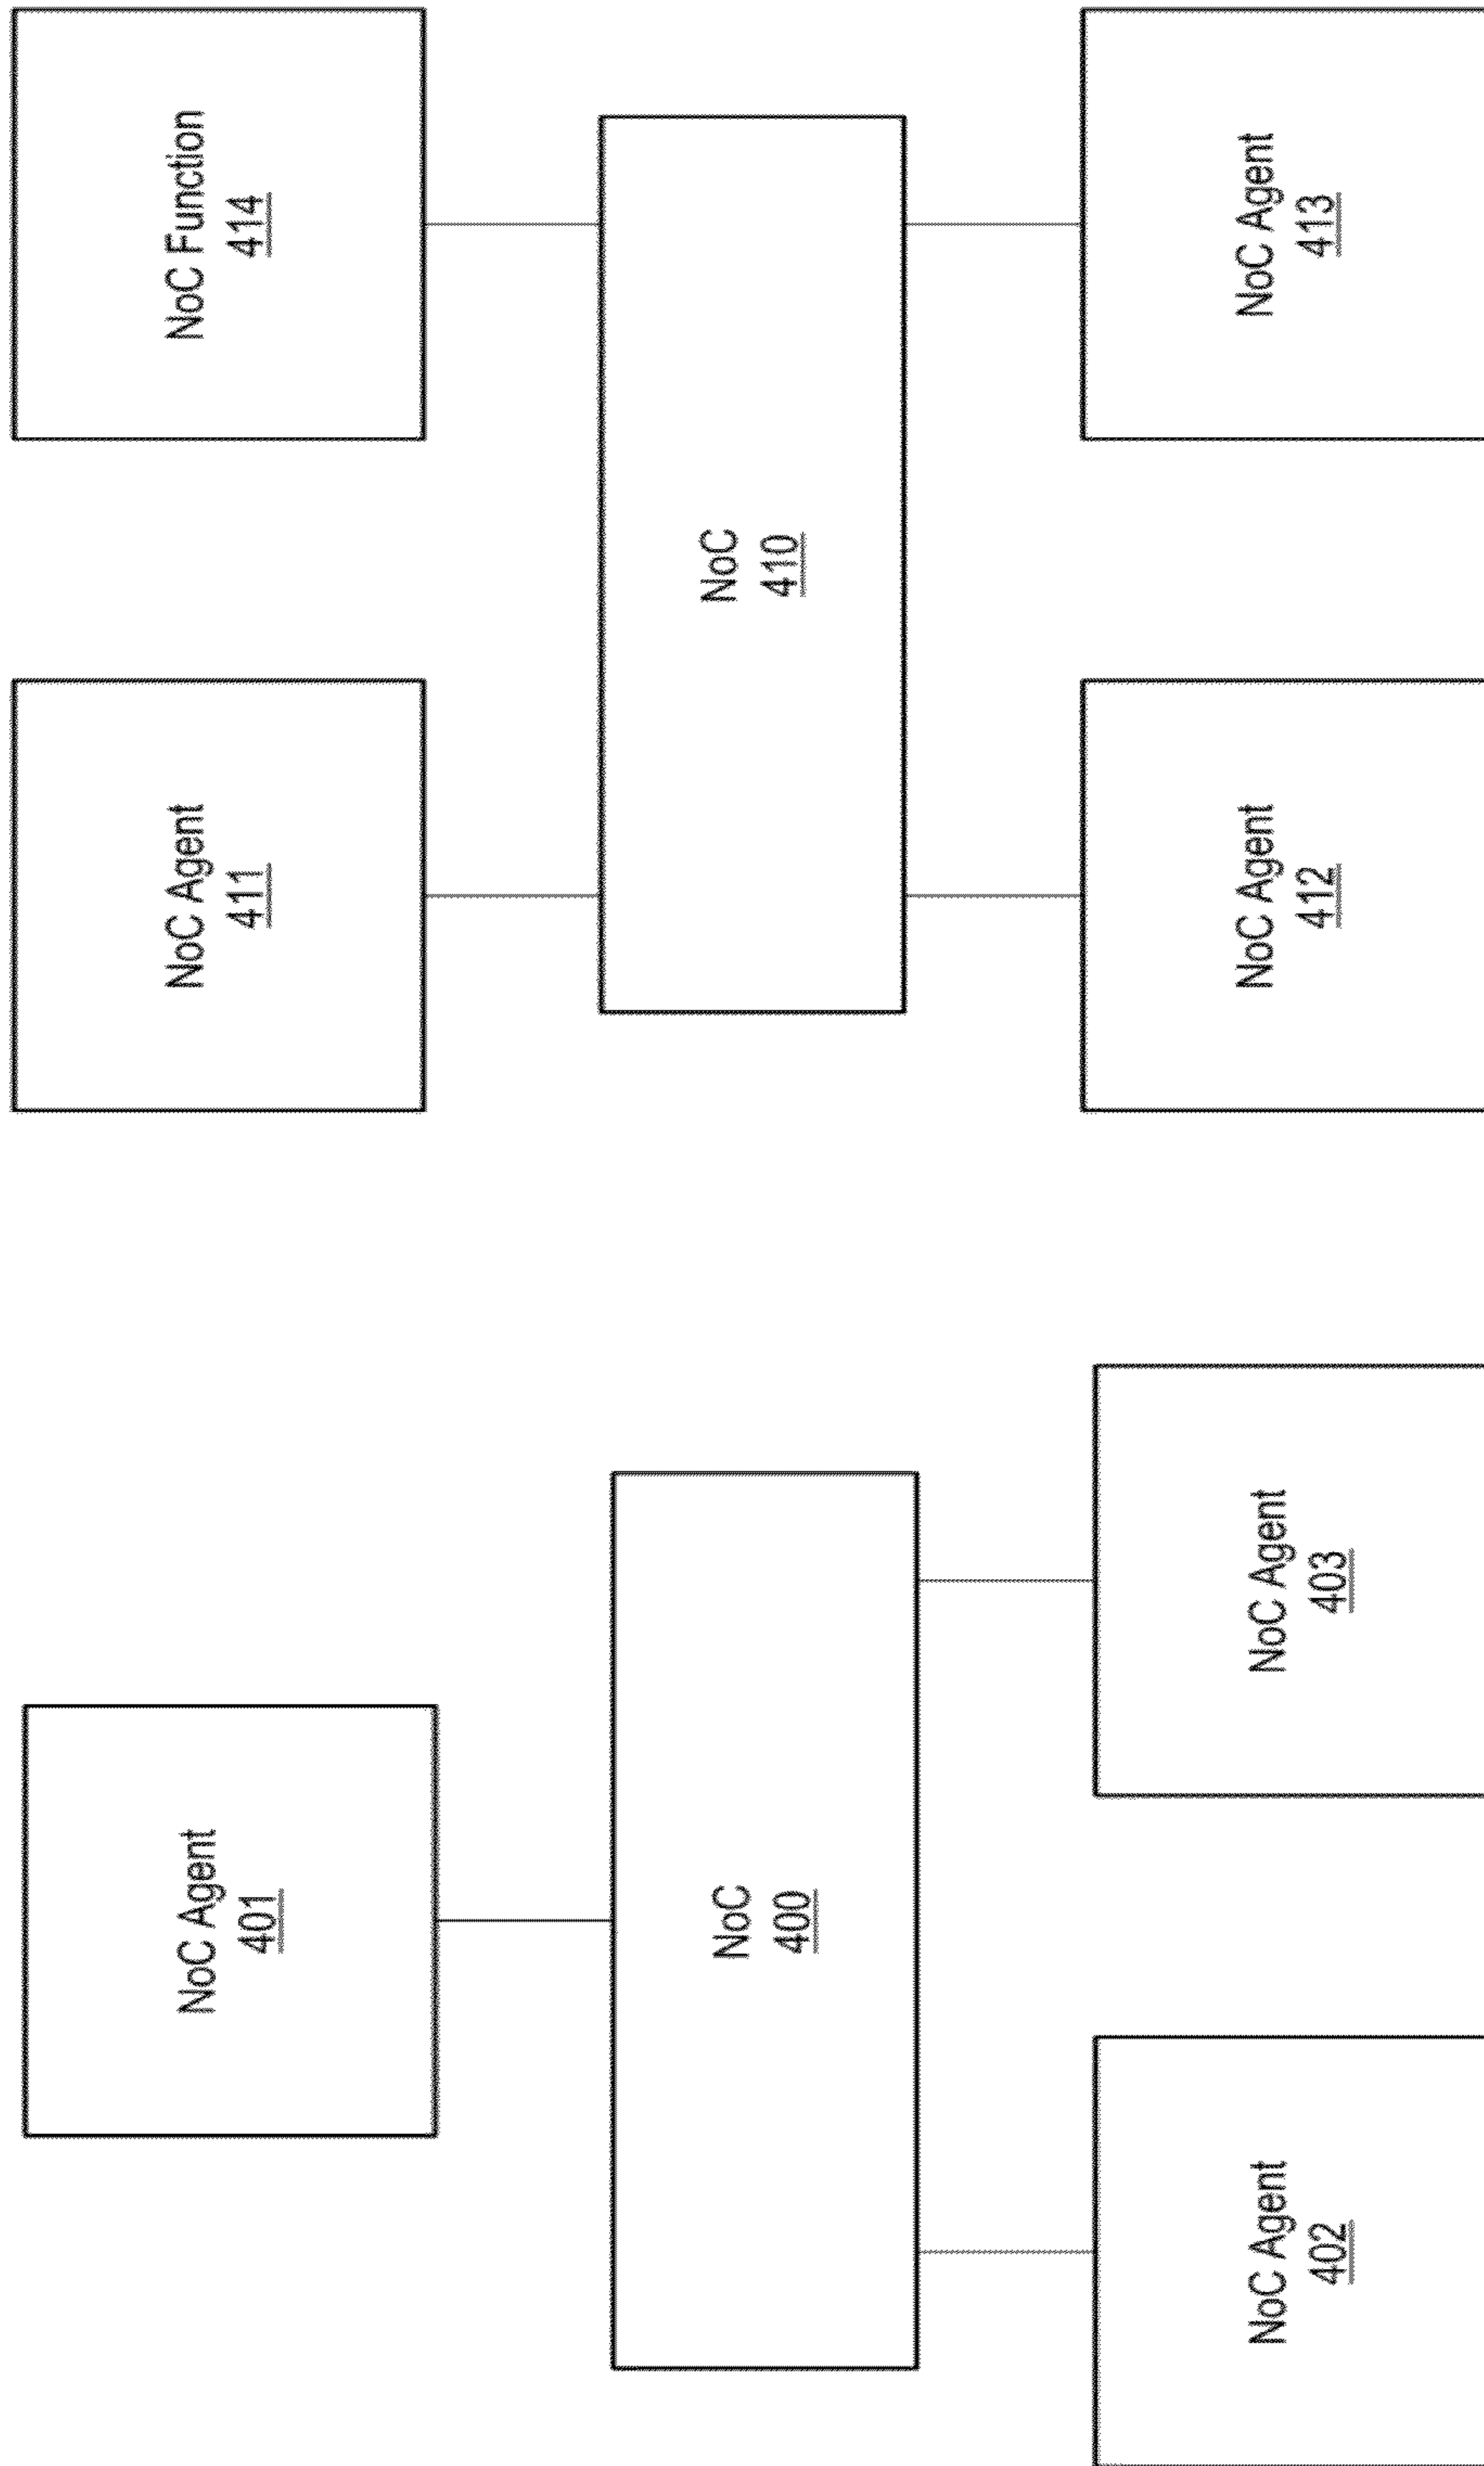 NoC Agent
401
NoC
400
NoC Agent
402
NoC Agent
403
NoC Agent
411
NoC Function
414
NoC
410
NoC Agent
412
NoC Agent
413